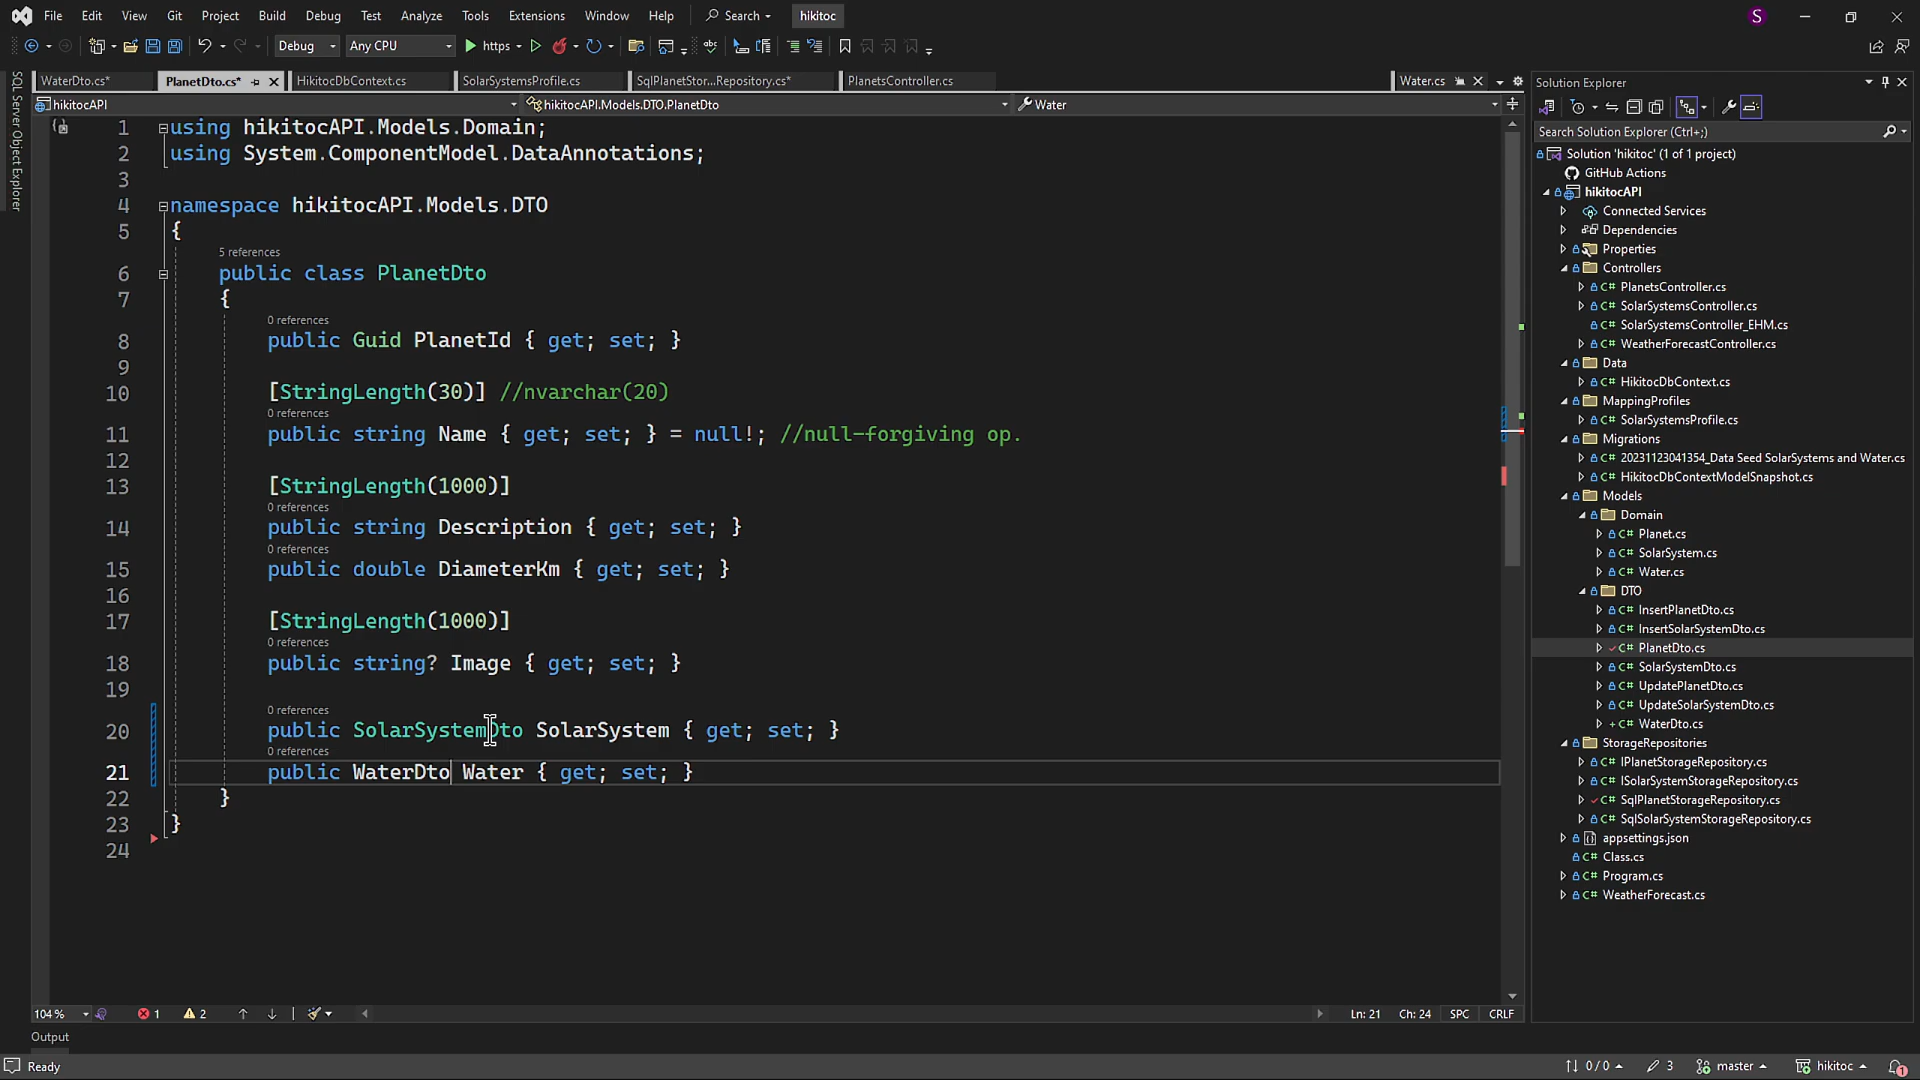 File Edit View Git Project Build Debug Test Analyze Tools Extensions Window Help Search hikitoc S
Debug Any CPU https
SQL Server Object Explorer
WaterDto.cs* PlanetDto.cs* HikitocDbContext.cs SolarSystemsProfile.cs SqlPlanetStor...Repository.cs* PlanetsController.cs Water.cs
hikitocAPI hikitocAPI.Models.DTO.PlanetDto Water
1 using hikitocAPI.Models.Domain;
2 using System.ComponentModel.DataAnnotations;
3
4 namespace hikitocAPI.Models.DTO
5 {
5 references
6 public class PlanetDto
7 {
0 references
8 public Guid PlanetId { get; set; }
9
10 [StringLength(30)] //nvarchar(20)
0 references
11 public string Name { get; set; } = null!; //null-forgiving op.
12
13 [StringLength(1000)]
0 references
14 public string Description { get; set; }
0 references
15 public double DiameterKm { get; set; }
16
17 [StringLength(1000)]
0 references
18 public string? Image { get; set; }
19
0 references
20 public SolarSystemDto SolarSystem { get; set; }
0 references
21 public WaterDto Water { get; set; }
22 }
23 }
24
104 % 1 2 Ln: 21 Ch: 24 SPC CRLF
Output
Ready 0 / 0 3 master hikitoc 1
Solution Explorer
Search Solution Explorer (Ctrl+;)
Solution 'hikitoc' (1 of 1 project)
GitHub Actions
hikitocAPI
Connected Services
Dependencies
Properties
Controllers
C# PlanetsController.cs
C# SolarSystemsController.cs
C# SolarSystemsController_EHM.cs
C# WeatherForecastController.cs
Data
C# HikitocDbContext.cs
MappingProfiles
C# SolarSystemsProfile.cs
Migrations
C# 20231123041354_Data Seed SolarSystems and Water.cs
C# HikitocDbContextModelSnapshot.cs
Models
Domain
C# Planet.cs
C# SolarSystem.cs
C# Water.cs
DTO
C# InsertPlanetDto.cs
C# InsertSolarSystemDto.cs
C# PlanetDto.cs
C# SolarSystemDto.cs
C# UpdatePlanetDto.cs
C# UpdateSolarSystemDto.cs
C# WaterDto.cs
StorageRepositories
C# IPlanetStorageRepository.cs
C# ISolarSystemStorageRepository.cs
C# SqlPlanetStorageRepository.cs
C# SqlSolarSystemStorageRepository.cs
appsettings.json
C# Class.cs
C# Program.cs
C# WeatherForecast.cs